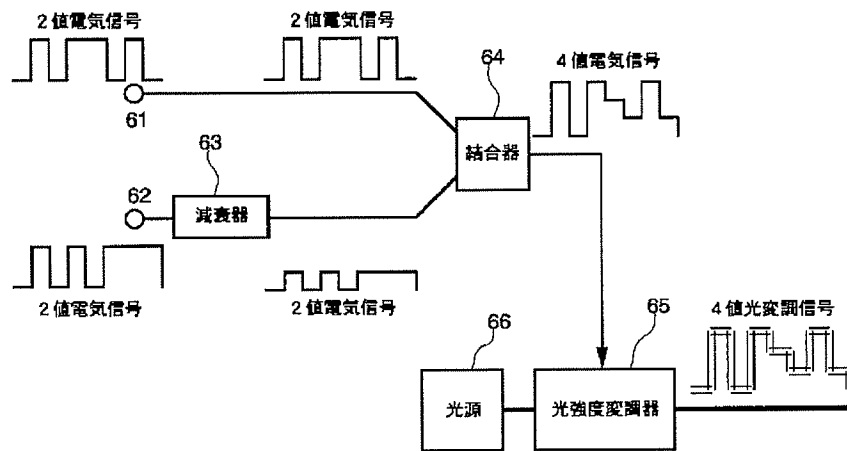 2値電気信号
2値電気信号
64
4値電気信号
61
結合器
63
62
減衰器
2値電気信号
2値電気信号
66
65
4値光変調信号
光源
光強度変調器